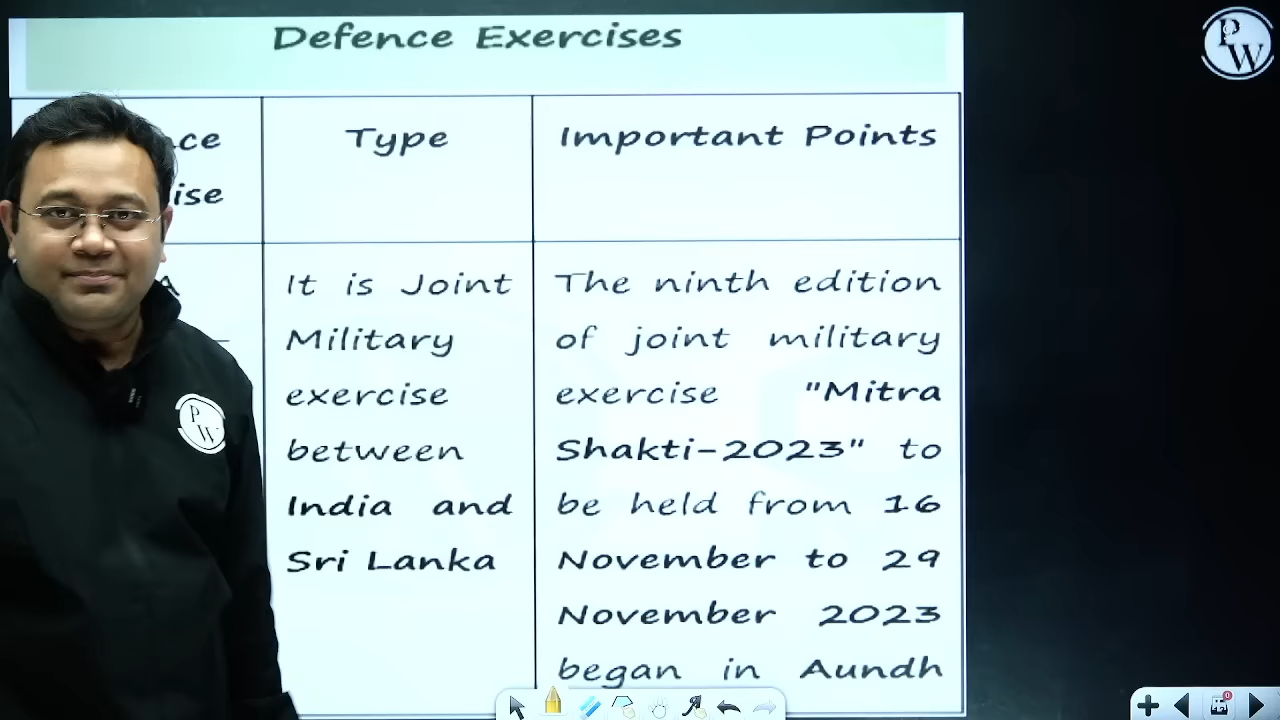 Defence Exercises
Type
Important Points
It is Joint
Military
exercise
between
India and
Sri Lanka
The ninth edition
of joint military
exercise "Mitra
Shakti-2023" to
be held from 16
November to 29
November 2023
began in Aundh
PW
PW